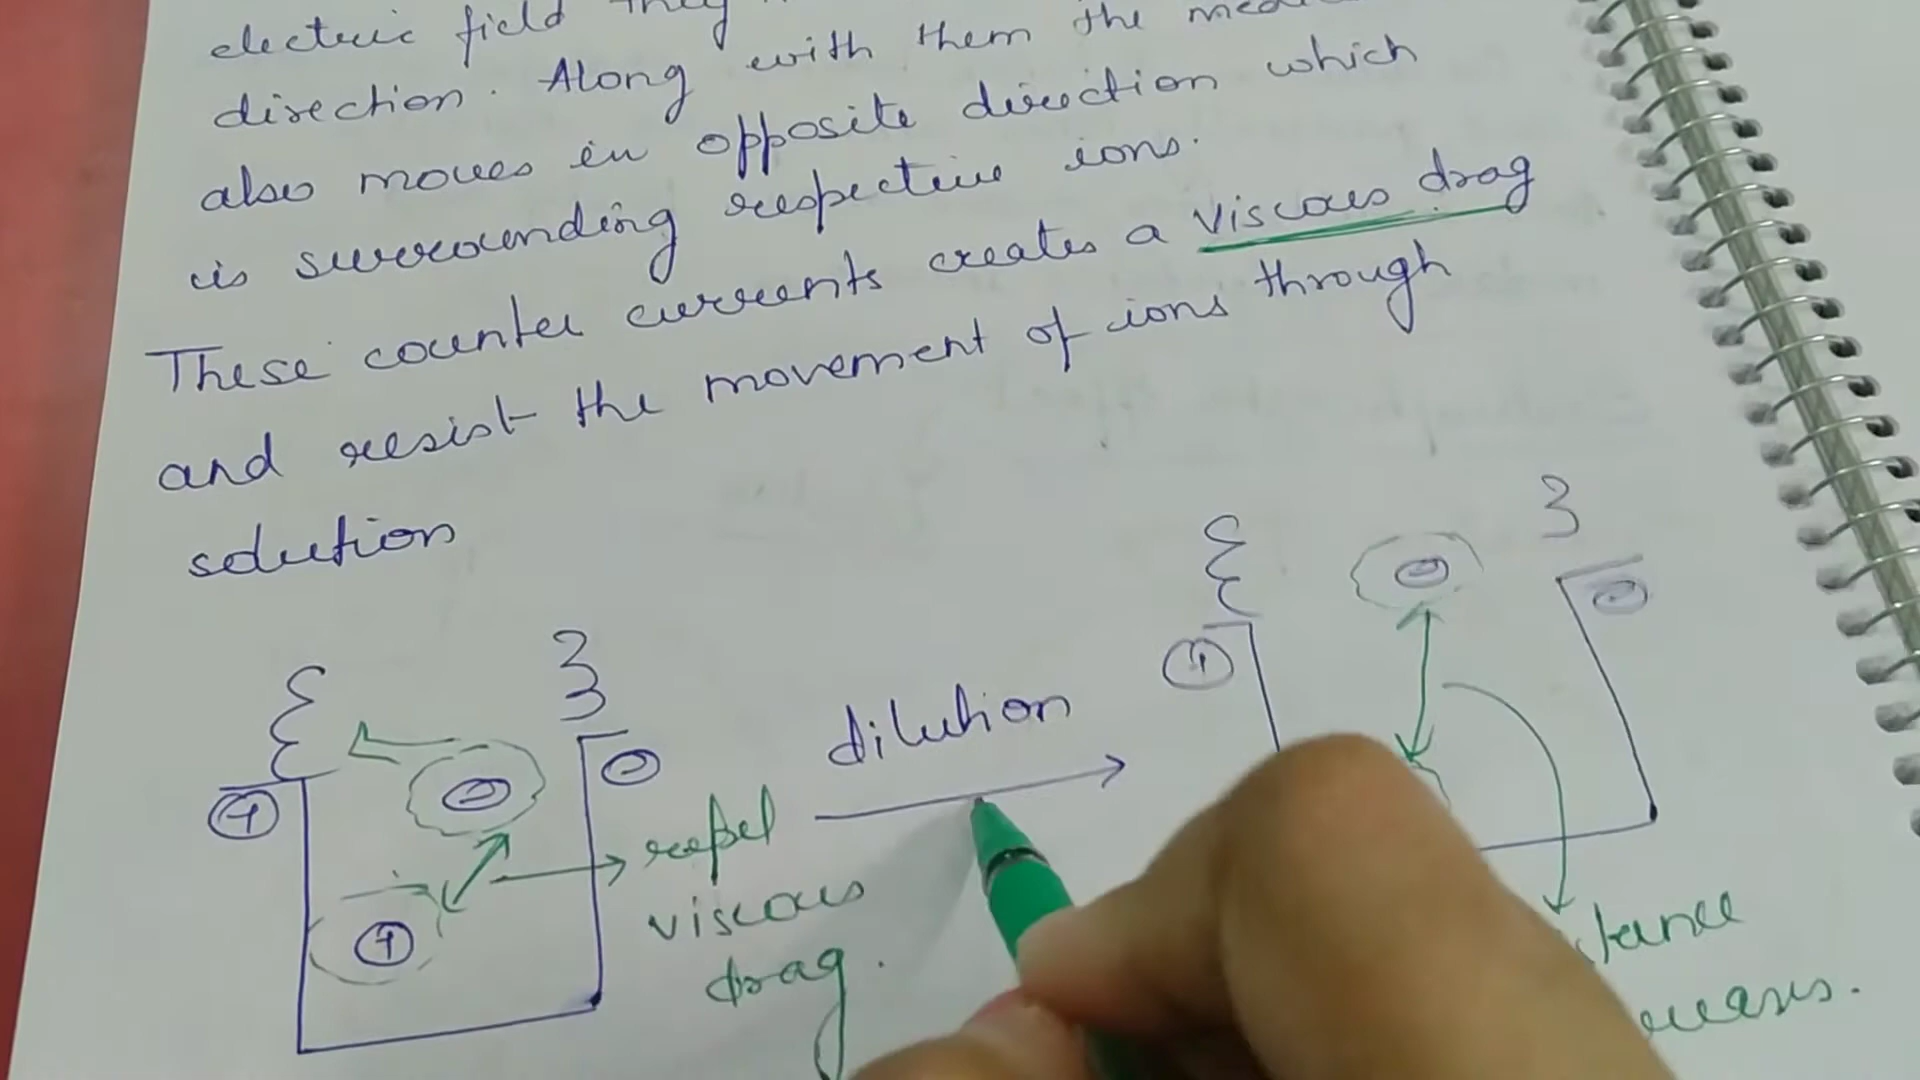 electric field they
direction. Along with them the
also moves in opposite direction which
is surrounding respective ions.
These counter currents creates a viscous drag
and resist the movement of ions through
solution
dilution
repel
viscous
drag.